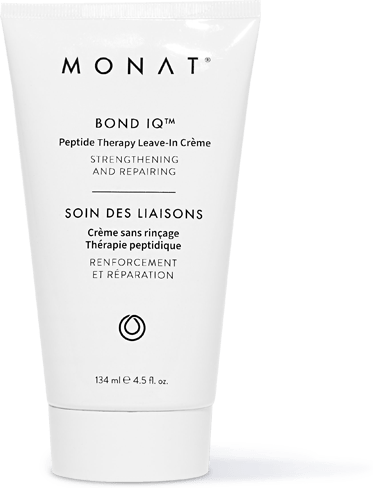 MONAT®
BOND IQ™
Peptide Therapy Leave-In Crème
STRENGTHENING
AND REPAIRING
SOIN DES LIAISONS
Crème sans rinçage
Thérapie peptidique
RENFORCEMENT
ET RÉPARATION
134 ml ℮ 4.5 fl. oz.